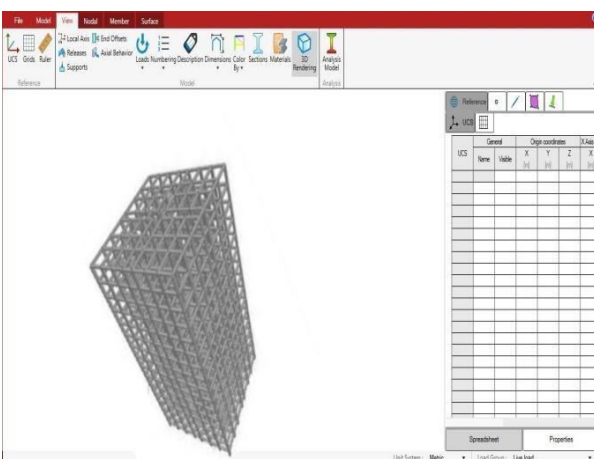 File Model View Nodal Member Surface
Local Axis End Offsets
Releases Axial Behavior
Supports
UCS Grids Ruler
Loads Numbering Description Dimensions Color By Sections Materials 3D Rendering Analysis Model
Reference Model Analysis
Reference
UCS
General Origin coordinates X Axis
UCS Name Visible X Y Z X
[m] [m] [m] [m]
Spreadsheet Properties
Unit System: Metric Load Group: Live load